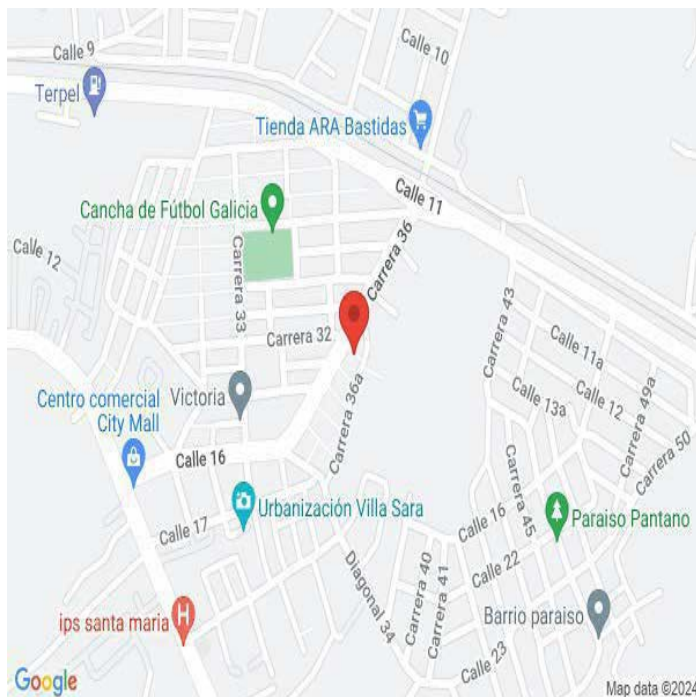 Calle 9
Calle 10
Terpel
Tienda ARA Bastidas
Calle 11
Cancha de Fútbol Galicia
Carrera 36
Calle 12
Carrera 33
Carrera 43
Carrera 32
Calle 11a
Calle 12
Carrera 49a
Victoria
Carrera 36a
Calle 13a
Centro comercial
City Mall
Carrera 50
Calle 16
Carrera 45
Urbanización Villa Sara
Paraiso Pantano
Calle 17
Calle 16
Calle 22
Diagonal 34
Carrera 40
Carrera 41
ips santa maria
H
Barrio paraiso
Calle 23
Google
Map data ©2024